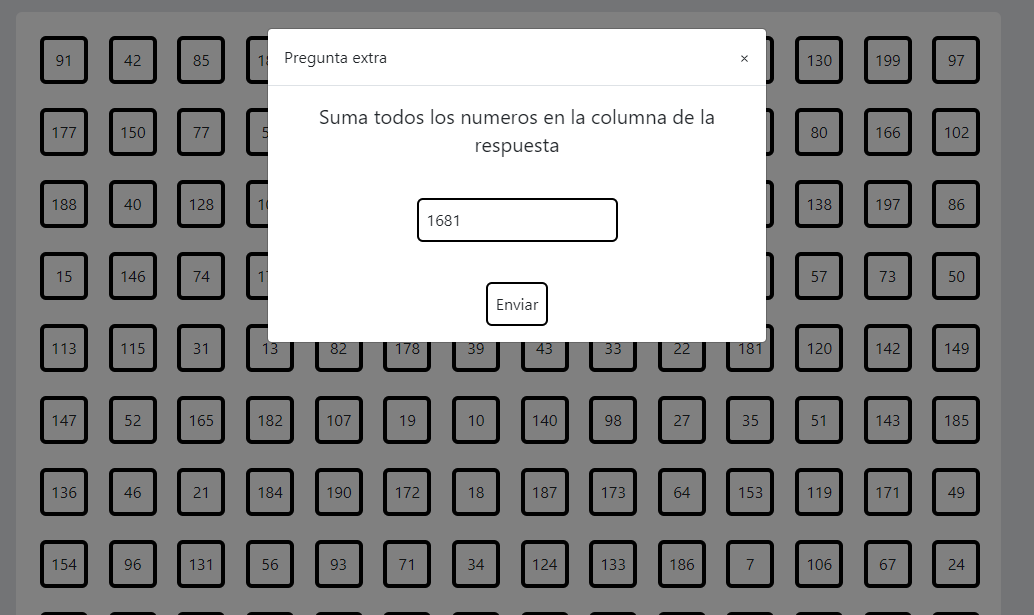 Pregunta extra ×
Suma todos los numeros en la columna de la
respuesta
1681
Enviar
91 42 85 130 199 97
177 150 77 80 166 102
188 40 128 138 197 86
15 146 74 57 73 50
113 115 31 13 82 178 39 43 33 22 181 120 142 149
147 52 165 182 107 19 10 140 98 27 35 51 143 185
136 46 21 184 190 172 18 187 173 64 153 119 171 49
154 96 131 56 93 71 34 124 133 186 7 106 67 24